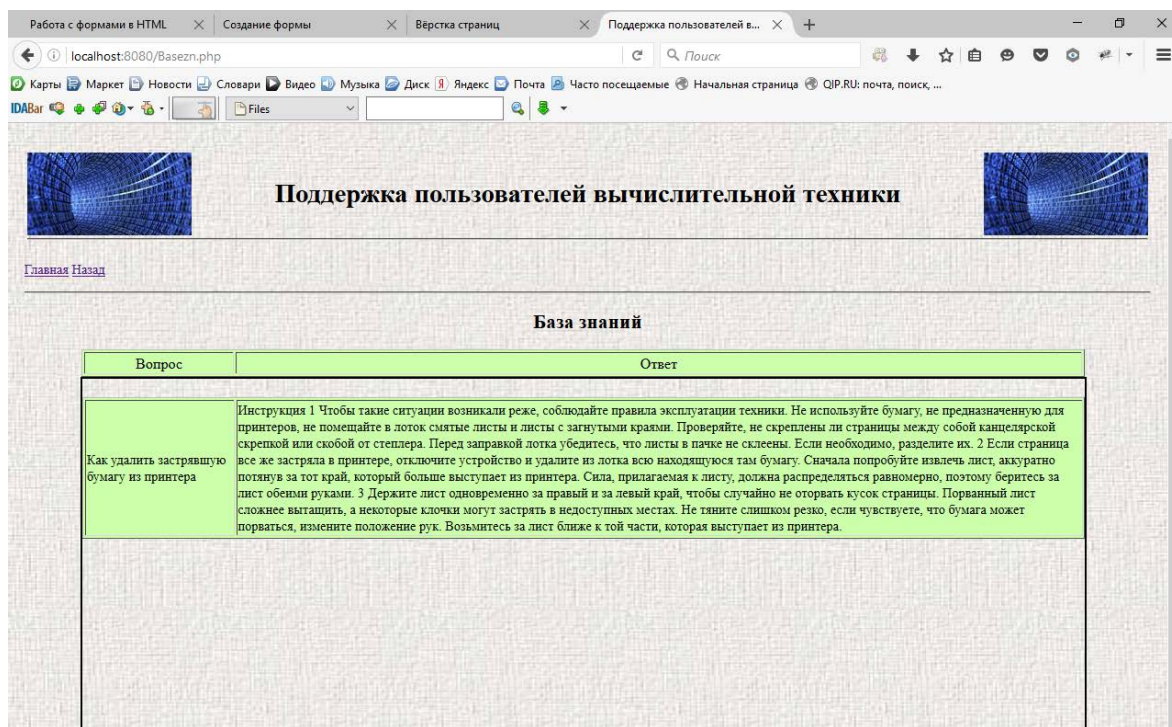 Работа с формами в HTML
Создание формы
Вёрстка страниц
Поддержка пользователей в...
localhost:8080/Basezn.php
Поиск
Карты Маркет Новости Словари Видео Музыка Диск Яндекс Почта Часто посещаемые Начальная страница QIP.RU: почта, поиск, ...
IDABar Files
Поддержка пользователей вычислительной техники
Главная Назад
База знаний
Вопрос
Ответ
Как удалить застрявшую
бумагу из принтера
Инструкция 1 Чтобы такие ситуации возникали реже, соблюдайте правила эксплуатации техники. Не используйте бумагу, не предназначенную для
принтеров, не помещайте в лоток смятые листы и листы с загнутыми краями. Проверяйте, не скреплены ли страницы между собой канцелярской
скрепкой или скобой от степлера. Перед заправкой лотка убедитесь, что листы в пачке не склеены. Если необходимо, разделите их. 2 Если страница
все же застряла в принтере, отключите устройство и удалите из лотка всю находящуюся там бумагу. Сначала попробуйте извлечь лист, аккуратно
потянув за тот край, который больше выступает из принтера. Сила, прилагаемая к листу, должна распределяться равномерно, поэтому беритесь за
лист обеими руками. 3 Держите лист одновременно за правый и за левый край, чтобы случайно не оторвать кусок страницы. Порванный лист
сложнее вытащить, а некоторые клочки могут застрять в недоступных местах. Не тяните слишком резко, если чувствуете, что бумага может
порваться, измените положение рук. Возьмитесь за лист ближе к той части, которая выступает из принтера.